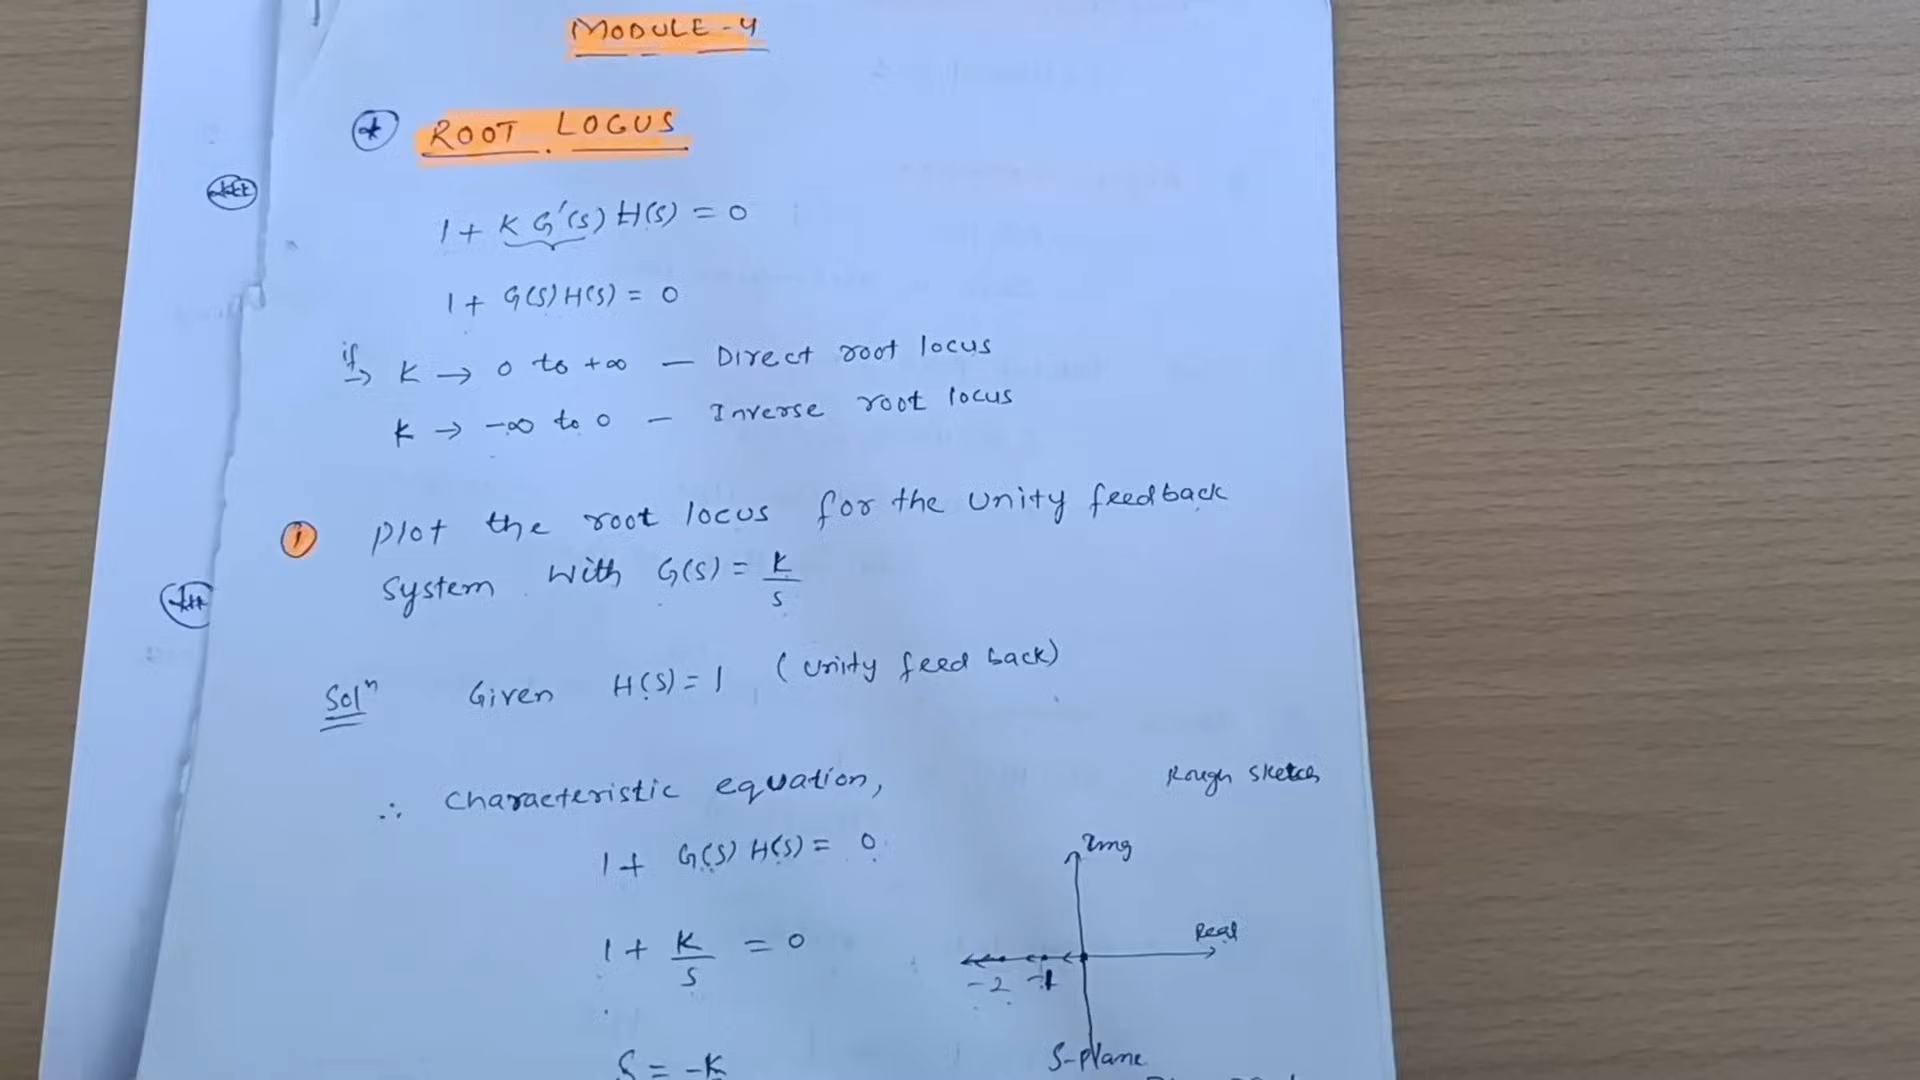 MODULE-4
ROOT LOCUS
1 + K G'(s) H(s) = 0
1 + G(s) H(s) = 0
if → K → 0 to +∞ — Direct root locus
K → -∞ to 0 — Inverse root locus
1 Plot the root locus for the unity feedback
system with G(s) = K/s
Solⁿ Given H(s) = 1 (unity feed back)
∴ Characteristic equation,
Rough sketch
1 + G(s) H(s) = 0
1 + K/s = 0
S = -K
Img
Real
-2 -1
S-plane